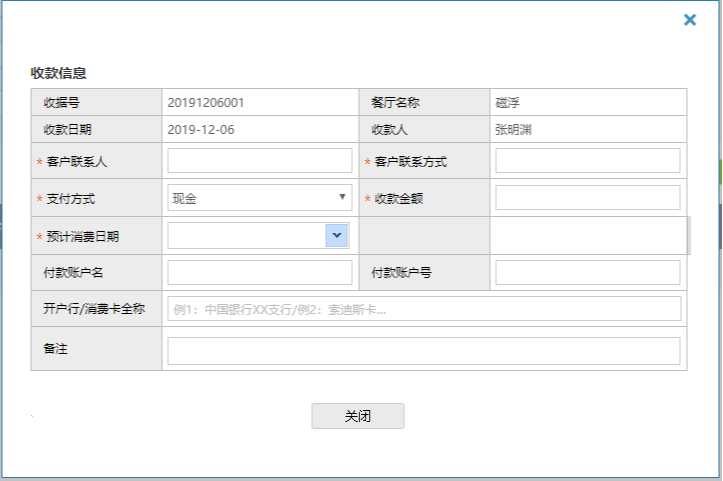 收款信息
收据号 20191206001 餐厅名称 磁浮
收款日期 2019-12-06 收款人 张明渊
* 客户联系人 * 客户联系方式
* 支付方式 现金 * 收款金额
* 预计消费日期
付款账户名 付款账户号
开户行/消费卡全称 例1：中国银行XX支行/例2：索迪斯卡...
备注
关闭